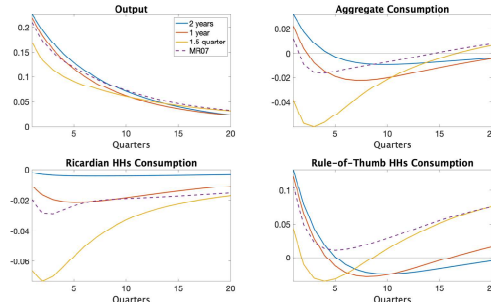 Output
0.2
0.15
0.1
0.05
0
5
10
15
20
Quarters
2 years
1 year
1.5 quarter
MR07
Aggregate Consumption
0.02
0
-0.02
-0.04
5
10
15
20
Quarters
Ricardian HHs Consumption
0
-0.02
-0.04
-0.06
5
10
15
20
Quarters
Rule-of-Thumb HHs Consumption
0.1
0.05
0
5
10
15
20
Quarters